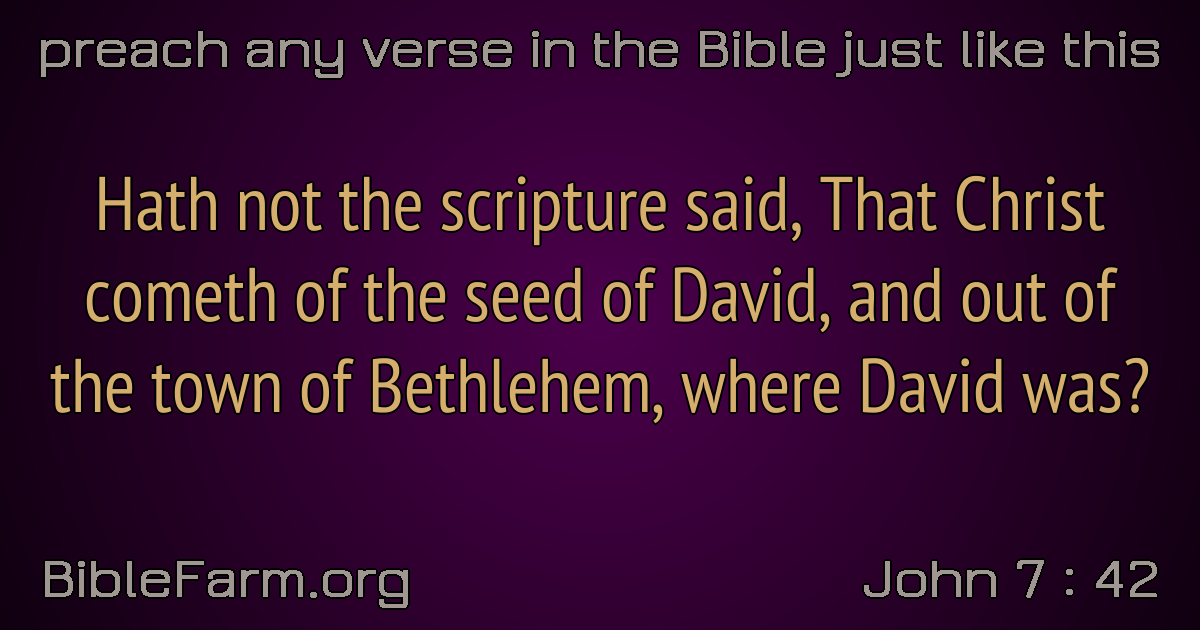 preach any verse in the Bible just like this
Hath not the scripture said, That Christ
cometh of the seed of David, and out of
the town of Bethlehem, where David was?
BibleFarm.org
John 7 : 42